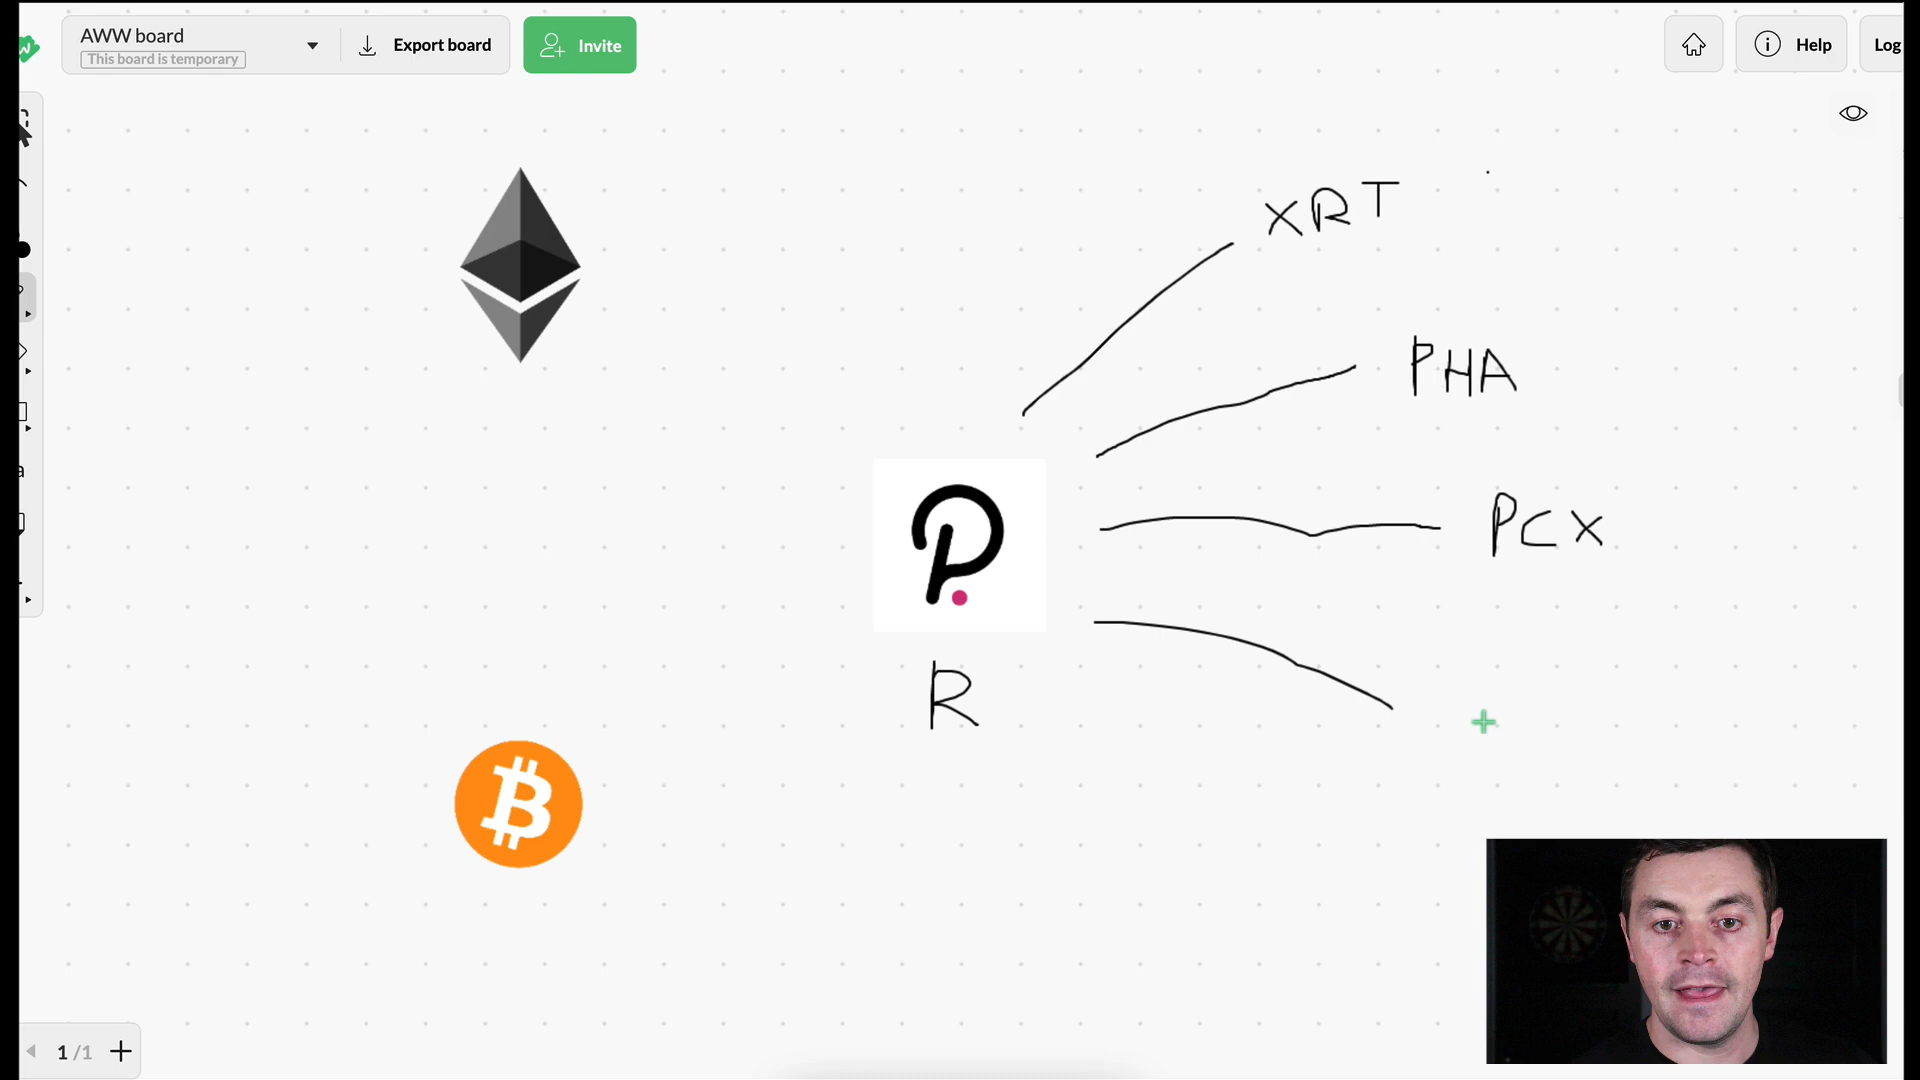 AWW board
This board is temporary
Export board
Invite
Help
Log
XRT
PHA
PCX
R
1/1